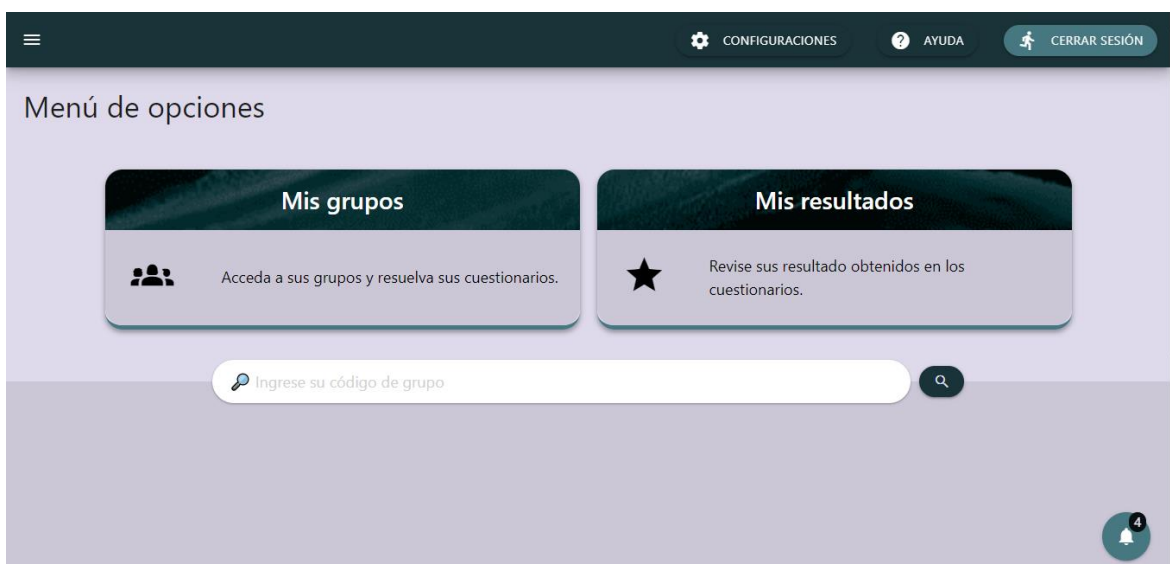 CONFIGURACIONES
AYUDA
CERRAR SESIÓN
Menú de opciones
Mis grupos
Acceda a sus grupos y resuelva sus cuestionarios.
Mis resultados
Revise sus resultado obtenidos en los
cuestionarios.
Ingrese su código de grupo
4